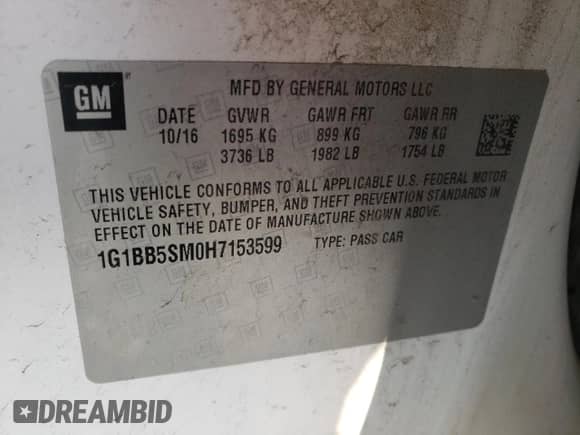 GM
MFD BY GENERAL MOTORS LLC
DATE GVWR GAWR FRT GAWR RR
10/16 1695 KG 899 KG 796 KG
3736 LB 1982 LB 1754 LB
THIS VEHICLE CONFORMS TO ALL APPLICABLE U.S. FEDERAL MOTOR
VEHICLE SAFETY, BUMPER, AND THEFT PREVENTION STANDARDS IN
EFFECT ON THE DATE OF MANUFACTURE SHOWN ABOVE.
1G1BB5SM0H7153599 TYPE: PASS CAR
DREAMBID